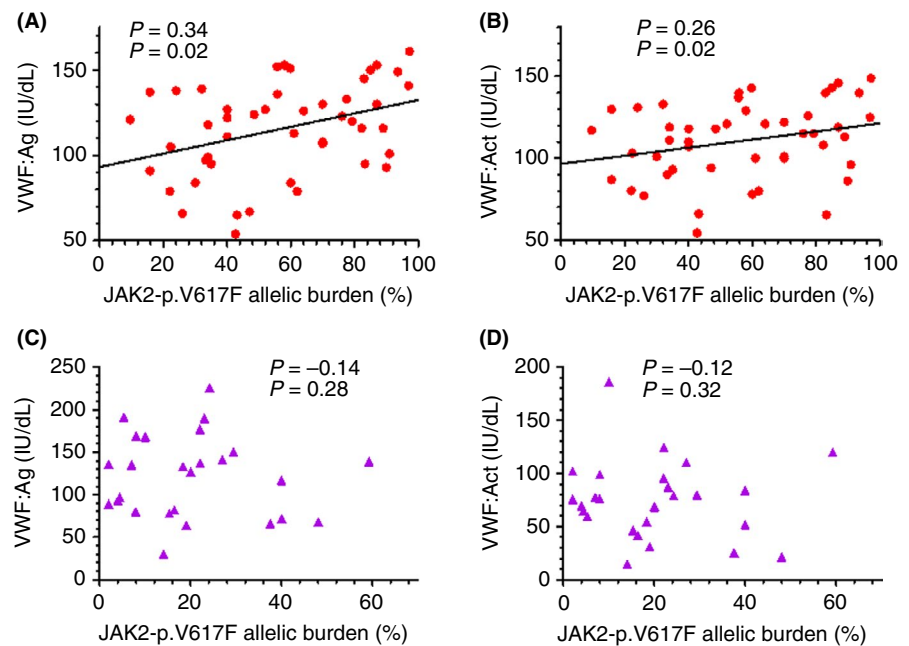 (A)
P = 0.34
P = 0.02
VWF:Ag (IU/dL)
150
100
50
0 20 40 60 80 100
JAK2-p.V617F allelic burden (%)
(B)
P = 0.26
P = 0.02
VWF:Act (IU/dL)
150
100
50
0 20 40 60 80 100
JAK2-p.V617F allelic burden (%)
(C)
P = −0.14
P = 0.28
VWF:Ag (IU/dL)
250
200
150
100
50
0
0 20 40 60
JAK2-p.V617F allelic burden (%)
(D)
P = −0.12
P = 0.32
VWF:Act (IU/dL)
200
150
100
50
0
0 20 40 60
JAK2-p.V617F allelic burden (%)